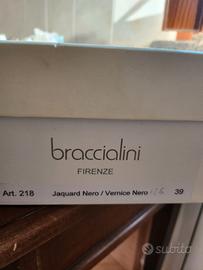 braccialini
FIRENZE
Art. 218 Jaquard Nero / Vernice Nero 39
subito